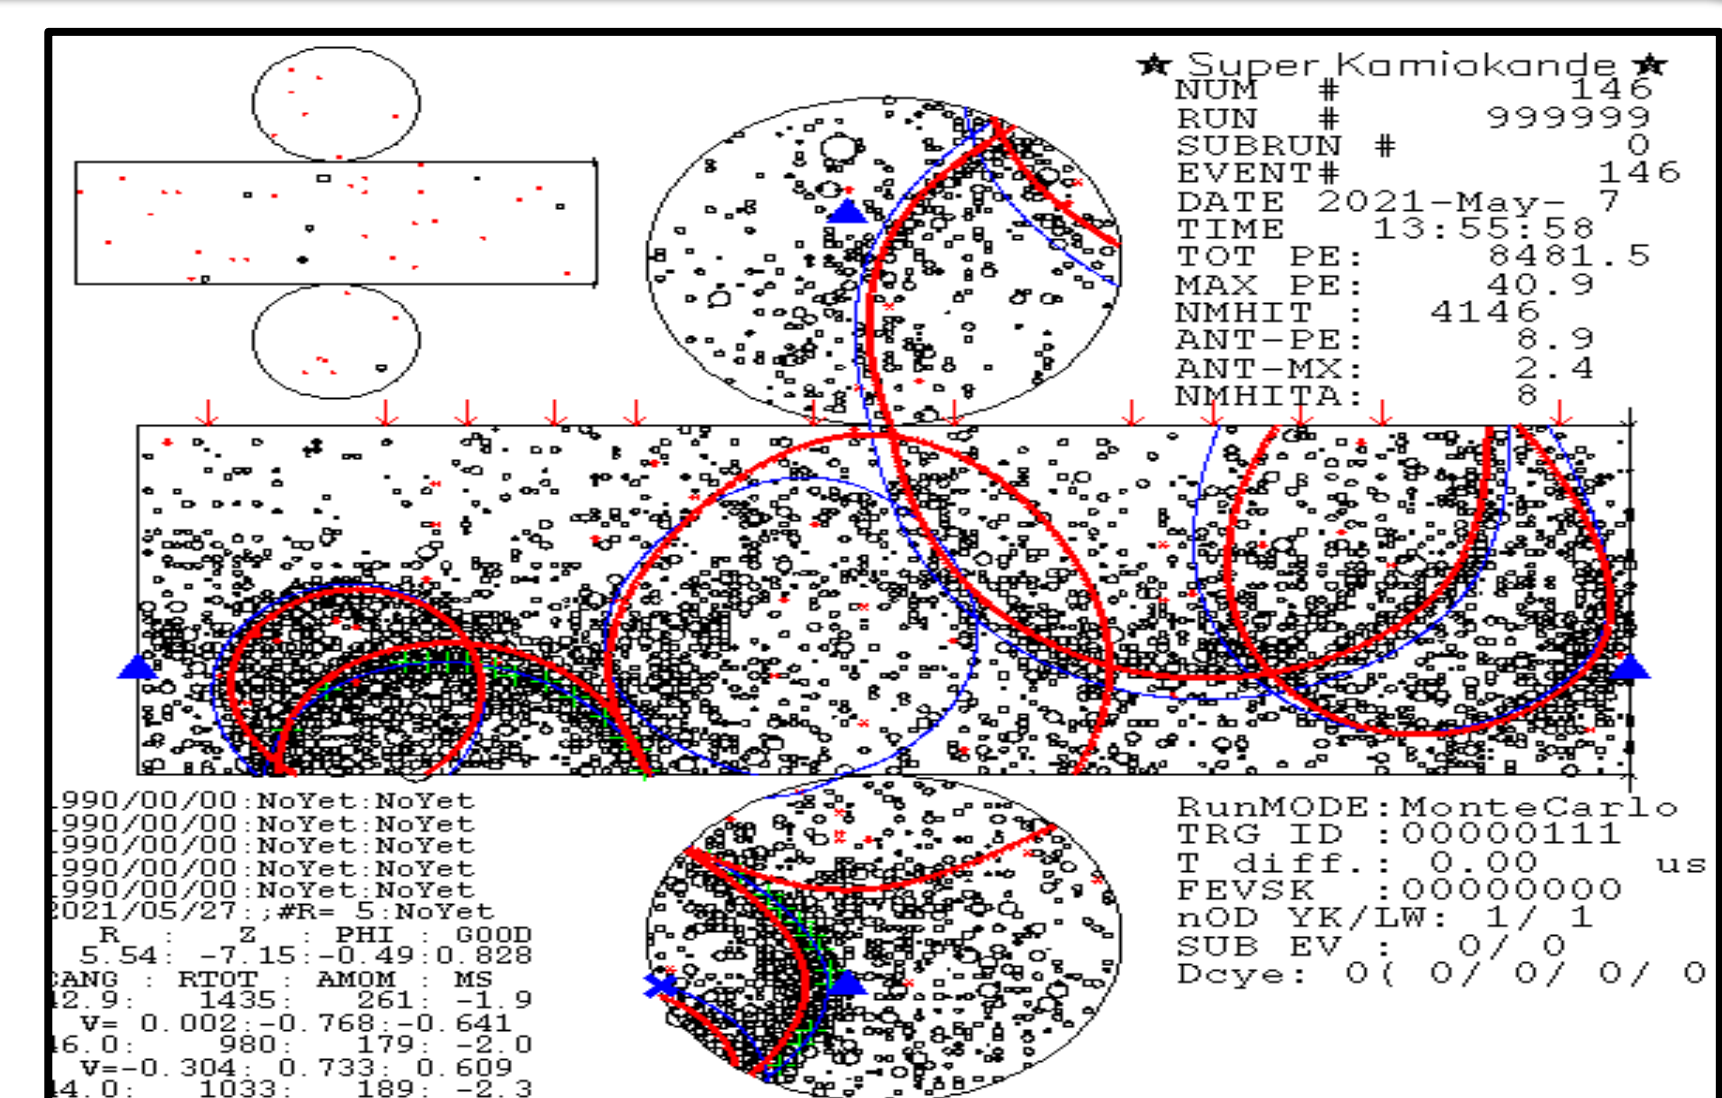 ★ Super Kamiokande ★
NUM # 146
RUN # 999999
SUBRUN # 0
EVENT# 146
DATE 2021-May- 7
TIME 13:55:58
TOT PE: 8481.5
MAX PE: 40.9
NMHIT : 4146
ANT-PE: 8.9
ANT-MX: 2.4
NMHITA: 8
990/00/00:NoYet:NoYet
990/00/00:NoYet:NoYet
990/00/00:NoYet:NoYet
990/00/00:NoYet:NoYet
990/00/00:NoYet:NoYet
2021/05/27:;#R= 5:NoYet
R : Z : PHI : GOOD
5.54: -7.15:-0.49:0.828
CANG : RTOT : AMOM : MS
42.9: 1435: 261: -1.9
V= 0.002:-0.768:-0.641
46.0: 980: 179: -2.0
V=-0.304: 0.733: 0.609
44.0: 1033: 189: -2.3
RunMODE:MonteCarlo
TRG ID :00000111
T diff.: 0.00 us
FEVSK :00000000
nOD YK/LW: 1/ 1
SUB EV : 0/ 0
Dcye: 0( 0/ 0/ 0/ 0